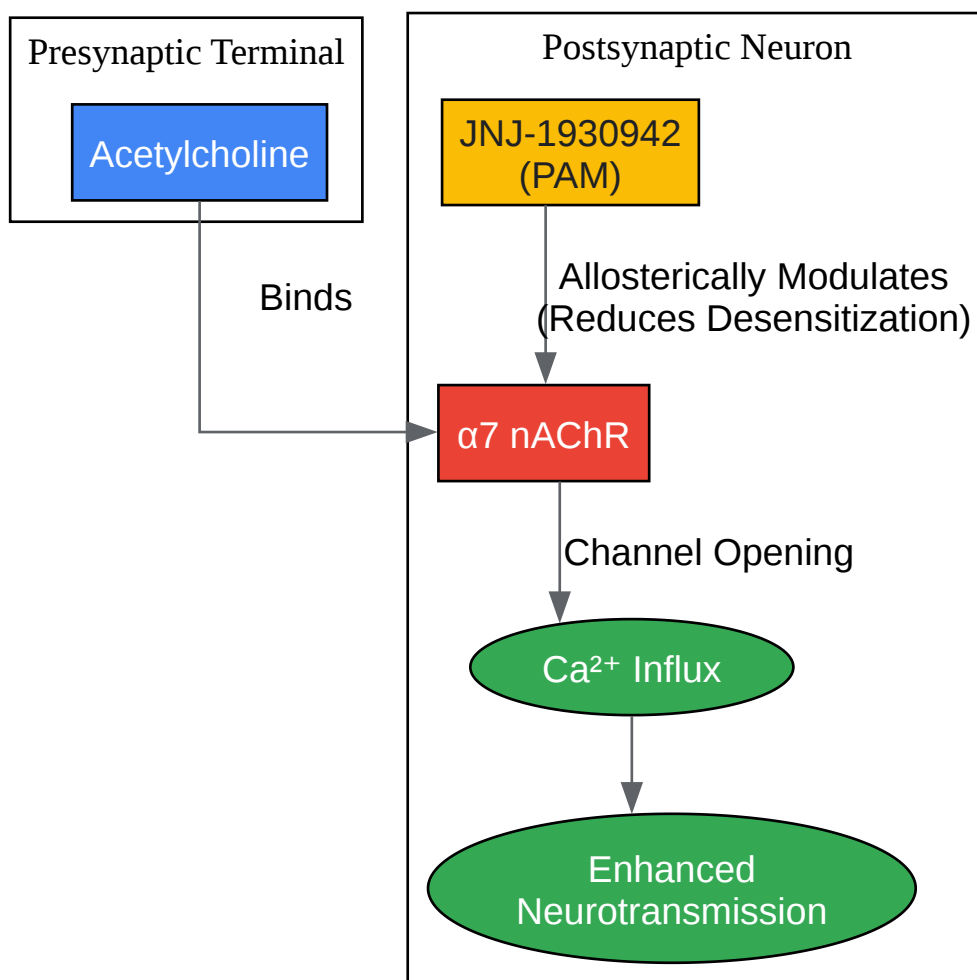 Presynaptic Terminal
Acetylcholine
Binds
Postsynaptic Neuron
JNJ-1930942
(PAM)
Allosterically Modulates
(Reduces Desensitization)
α7 nAChR
Channel Opening
Ca²⁺ Influx
Enhanced
Neurotransmission